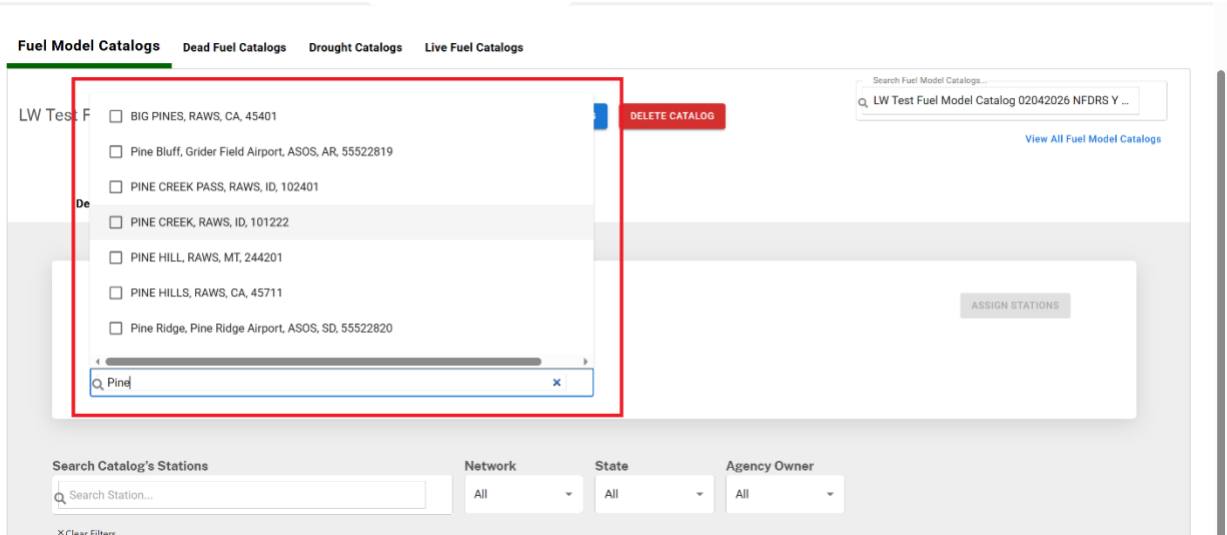 Fuel Model Catalogs Dead Fuel Catalogs Drought Catalogs Live Fuel Catalogs
Search Fuel Model Catalogs...
LW Test Fuel Model Catalog 02042026 NFDRS Y ...
LW Test F
DELETE CATALOG
View All Fuel Model Catalogs
BIG PINES, RAWS, CA, 45401
Pine Bluff, Grider Field Airport, ASOS, AR, 55522819
PINE CREEK PASS, RAWS, ID, 102401
De
PINE CREEK, RAWS, ID, 101222
PINE HILL, RAWS, MT, 244201
PINE HILLS, RAWS, CA, 45711
ASSIGN STATIONS
Pine Ridge, Pine Ridge Airport, ASOS, SD, 55522820
Pine
Search Catalog's Stations Network State Agency Owner
Search Station... All All All
Clear Filters